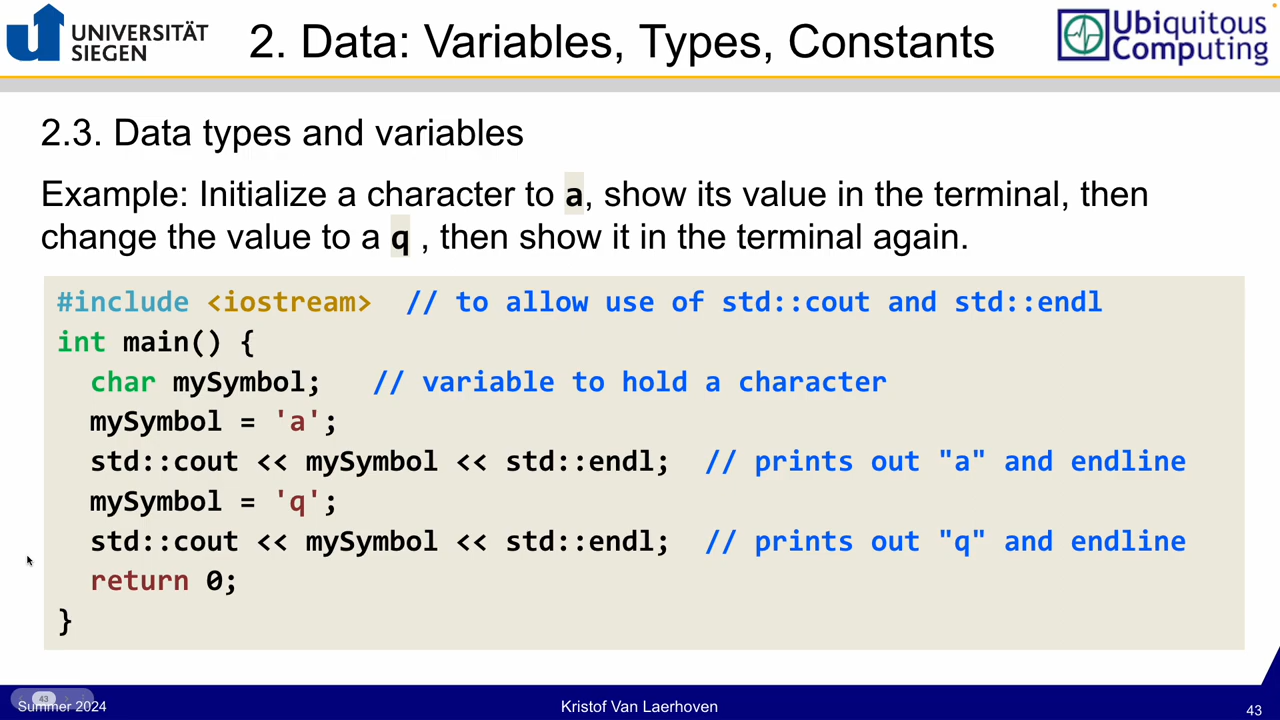 UNIVERSITÄT
SIEGEN
2. Data: Variables, Types, Constants
Ubiquitous
Computing
2.3. Data types and variables
Example: Initialize a character to a, show its value in the terminal, then
change the value to a q , then show it in the terminal again.
#include <iostream>  // to allow use of std::cout and std::endl
int main() {
  char mySymbol;   // variable to hold a character
  mySymbol = 'a';
  std::cout << mySymbol << std::endl;  // prints out "a" and endline
  mySymbol = 'q';
  std::cout << mySymbol << std::endl;  // prints out "q" and endline
  return 0;
}
43
Summer 2024
Kristof Van Laerhoven
43